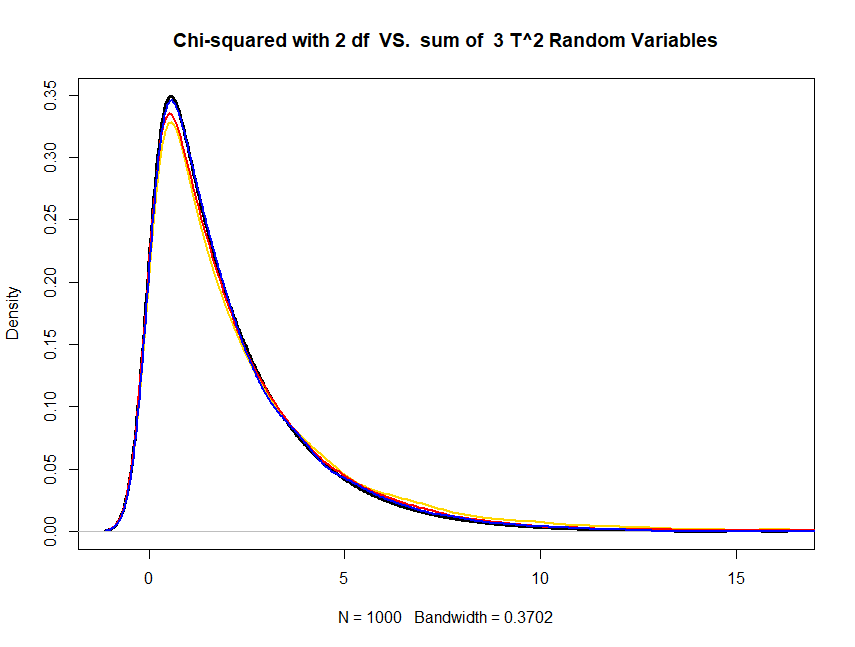 Chi-squared with 2 df  VS.  sum of  3 T^2 Random Variables
Density
0.35
0.30
0.25
0.20
0.15
0.10
0.05
0.00
0 5 10 15
N = 1000   Bandwidth = 0.3702